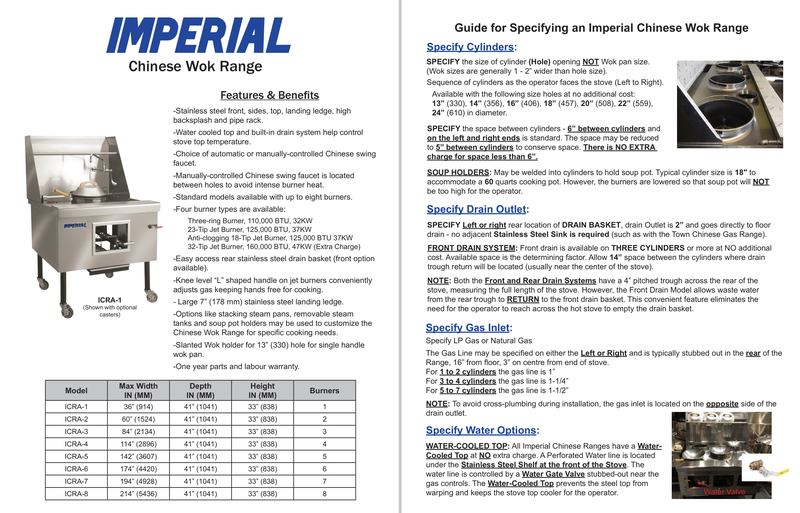 IMPERIAL
Chinese Wok Range
Features & Benefits
-Stainless steel front, sides, top, landing ledge, high
backsplash and pipe rack.
-Water cooled top and built-in drain system help control
stove top temperature.
-Choice of automatic or manually-controlled Chinese swing
faucet.
-Manually-controlled Chinese swing faucet is located
between holes to avoid intense burner heat.
-Standard models available with up to eight burners.
-Four burner types are available:
Three-ring Burner, 110,000 BTU, 32KW
23-Tip Jet Burner, 125,000 BTU, 37KW
Anti-clogging 18-Tip Jet Burner, 125,000 BTU 37KW
32-Tip Jet Burner, 160,000 BTU, 47KW (Extra Charge)
-Easy access rear stainless steel drain basket (front option
available).
-Knee level “L” shaped handle on jet burners conveniently
adjusts gas keeping hands free for cooking.
- Large 7” (178 mm) stainless steel landing ledge.
-Options like stacking steam pans, removable steam
tanks and soup pot holders may be used to customize the
Chinese Wok Range for specific cooking needs.
-Slanted Wok holder for 13” (330) hole for single handle
wok pan.
-One year parts and labour warranty.
IMPERIAL
ICRA-1
(Shown with optional
casters)
Model Max Width IN (MM) Depth IN (MM) Height IN (MM) Burners
ICRA-1 36” (914) 41” (1041) 33” (838) 1
ICRA-2 60” (1524) 41” (1041) 33” (838) 2
ICRA-3 84” (2134) 41” (1041) 33” (838) 3
ICRA-4 114” (2896) 41” (1041) 33” (838) 4
ICRA-5 142” (3607) 41” (1041) 33” (838) 5
ICRA-6 174” (4420) 41” (1041) 33” (838) 6
ICRA-7 194” (4928) 41” (1041) 33” (838) 7
ICRA-8 214” (5436) 41” (1041) 33” (838) 8
Guide for Specifying an Imperial Chinese Wok Range
Specify Cylinders:
SPECIFY the size of cylinder (Hole) opening NOT Wok pan size.
(Wok sizes are generally 1 - 2” wider than hole size).
Sequence of cylinders as the operator faces the stove (Left to Right).
Available with the following size holes at no additional cost:
13” (330), 14” (356), 16” (406), 18” (457), 20” (508), 22” (559),
24” (610) in diameter.
SPECIFY the space between cylinders - 6” between cylinders and
on the left and right ends is standard. The space may be reduced
to 5” between cylinders to conserve space. There is NO EXTRA
charge for space less than 6”.
SOUP HOLDERS: May be welded into cylinders to hold soup pot. Typical cylinder size is 18” to
accommodate a 60 quarts cooking pot. However, the burners are lowered so that soup pot will NOT
be too high for the operator.
Specify Drain Outlet:
SPECIFY Left or right rear location of DRAIN BASKET, drain Outlet is 2” and goes directly to floor
drain - no adjacent Stainless Steel Sink is required (such as with the Town Chinese Gas Range).
FRONT DRAIN SYSTEM: Front drain is available on THREE CYLINDERS or more at NO additional
cost. Available space is the determining factor. Allow 14” space between the cylinders where drain
trough return will be located (usually near the center of the stove).
NOTE: Both the Front and Rear Drain Systems have a 4” pitched trough across the rear of the
stove, measuring the full length of the stove. However, the Front Drain Mown Allows waste water
from the rear trough to RETURN to the front drain basket. This convenient feature eliminates the
need for the operator to reach across the hot stove to empty the drain basket.
Specify Gas Inlet:
Specify LP Gas or Natural Gas
The Gas Line may be specified on either the Left or Right and is typically stubbed out in the rear of the
Range, 16” from floor, 3” on centre from end of stove.
For 1 to 2 cylinders the gas line is 1”
For 3 to 4 cylinders the gas line is 1-1/4”
For 5 to 7 cylinders the gas line is 1-1/2”
NOTE: To avoid cross-plumbing during installation, the gas inlet is located on the opposite side of the
drain outlet.
Specify Water Options:
WATER-COOLED TOP: All Imperial Chinese Ranges have a Water-
Cooled Top at NO extra charge. A Perforated Water line is located
under the Stainless Steel Shelf at the front of the Stove. The
water line is controlled by a Water Gate Valve stubbed-out near the
gas controls. The Water-Cooled Top prevents the steel top from
warping and keeps the stove top cooler for the operator.
Water Valve